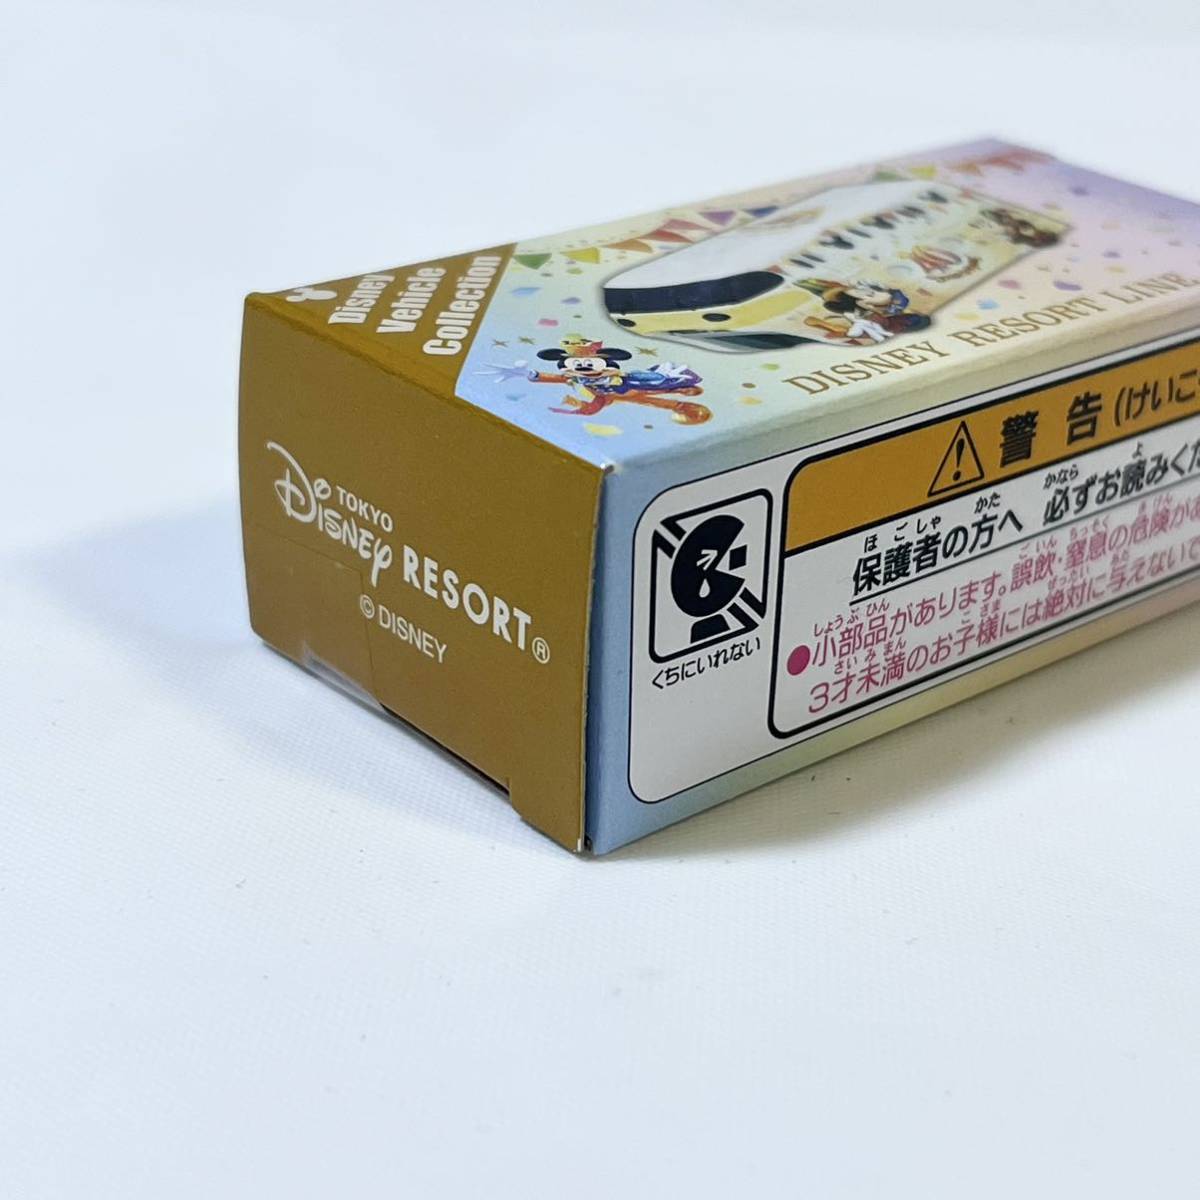 Disney
Vehicle
Collection
40
DISNEY RESORT LINE
TOKYO
DISNEY RESORT®
© DISNEY
くちにいれない
警告(けいこ
ほごしゃ かた かなら よ
保護者の方へ 必ずお読みくだ
しょうぶひん ごいん ちっそく きけん
●小部品があります。誤飲・窒息の危険があ
さいみまん こさま ぜったい あた
3才未満のお子様には絶対に与えないで